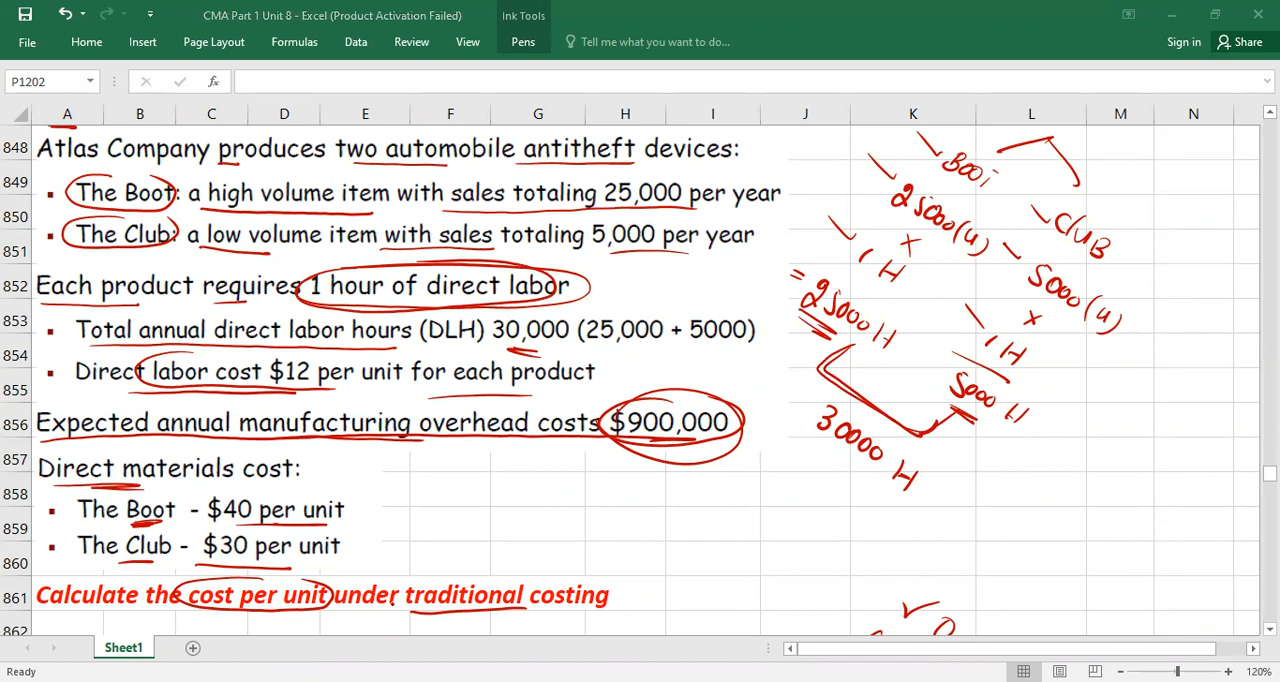 CMA Part 1 Unit 8 - Excel (Product Activation Failed)
Ink Tools
File Home Insert Page Layout Formulas Data Review View Pens Tell me what you want to do... Sign in Share
P1202 fx
A B C D E F G H I J K L M N
848 Atlas Company produces two automobile antitheft devices:
849 ▪ The Boot: a high volume item with sales totaling 25,000 per year
850
851 ▪ The Club: a low volume item with sales totaling 5,000 per year
852 Each product requires 1 hour of direct labor
853 ▪ Total annual direct labor hours (DLH) 30,000 (25,000 + 5000)
854
855 ▪ Direct labor cost $12 per unit for each product
856 Expected annual manufacturing overhead costs $900,000
857 Direct materials cost:
858 ▪ The Boot - $40 per unit
859
860 ▪ The Club - $30 per unit
861 Calculate the cost per unit under traditional costing
862
Boot
25000 (u)
×
1 H
= 25000 H
CLUB
5000 (u)
×
1 H
5000 H
30000 H
Sheet1
Ready 120%